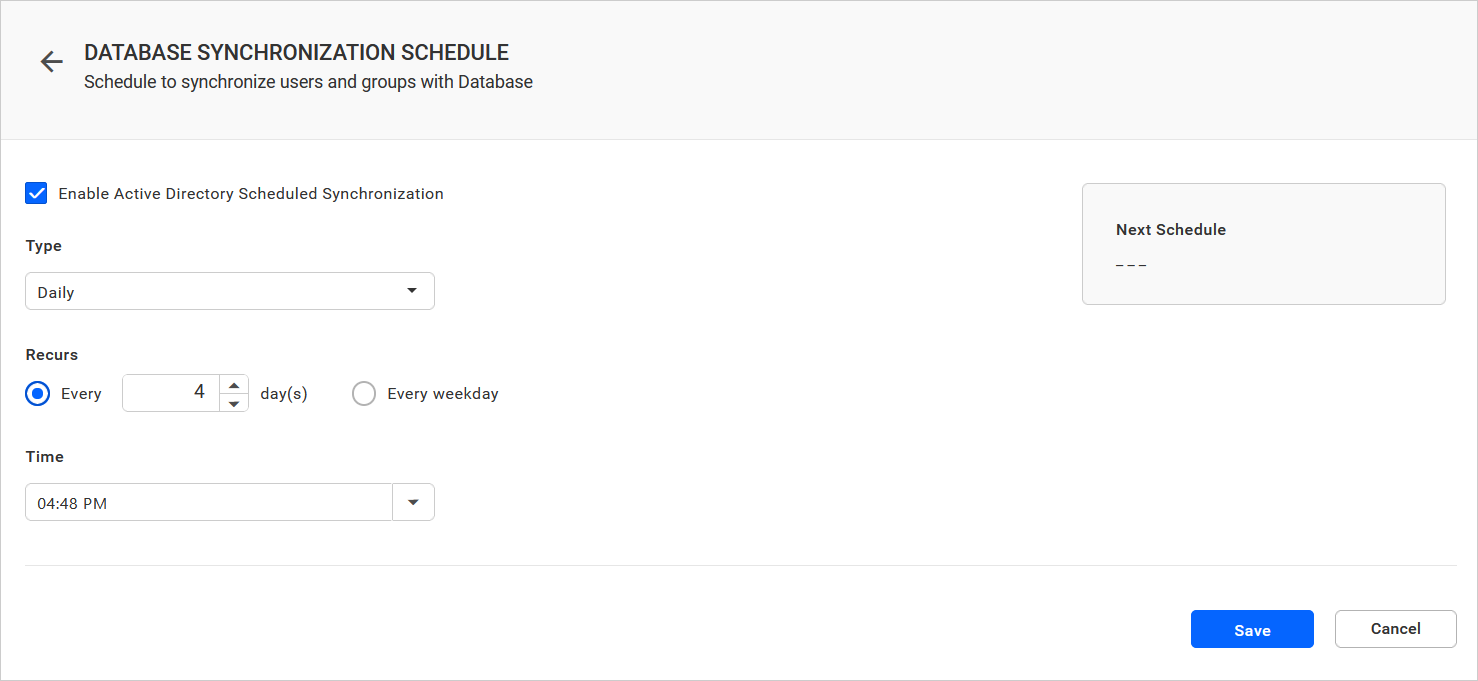 DATABASE SYNCHRONIZATION SCHEDULE
Schedule to synchronize users and groups with Database
Enable Active Directory Scheduled Synchronization
Next Schedule
– – –
Type
Daily
Recurs
Every 4 day(s) Every weekday
Time
04:48 PM
Save Cancel